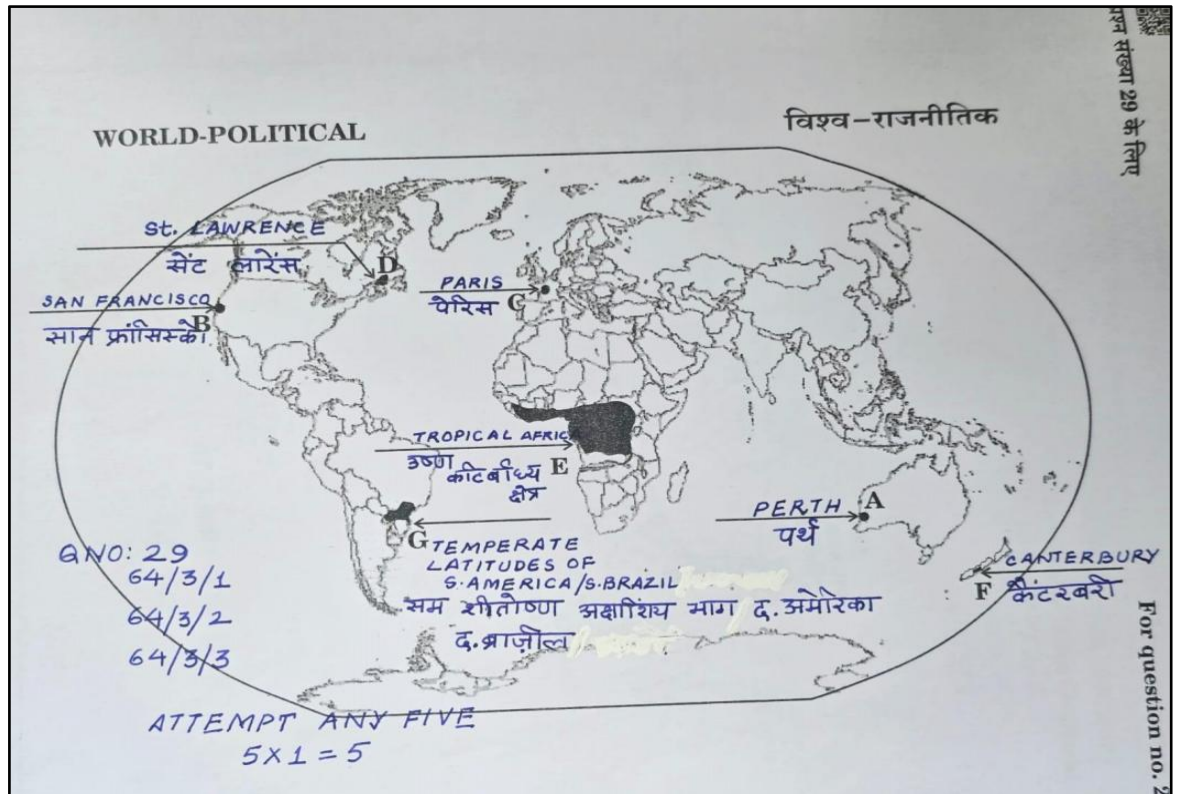 प्रश्न संख्या 29 के लिए
WORLD-POLITICAL
विश्व-राजनीतिक
St. LAWRENCE
सेंट लारेंस
D
SAN FRANCISCO
B
सान फ्रांसिस्को
PARIS
C
पेरिस
TROPICAL AFRIC
E
उष्ण
कटिबंधिय
क्षेत्र
PERTH
A
पर्थ
G
TEMPERATE
LATITUDES OF
S.AMERICA/S.BRAZIL
सम शीतोष्ण अक्षांशिय भाग द.अमेरिका
द.ब्राज़ील
CANTERBURY
F
कैंटरबरी
QNO: 29
64/3/1
64/3/2
64/3/3
ATTEMPT ANY FIVE
5×1=5
For question no. 2